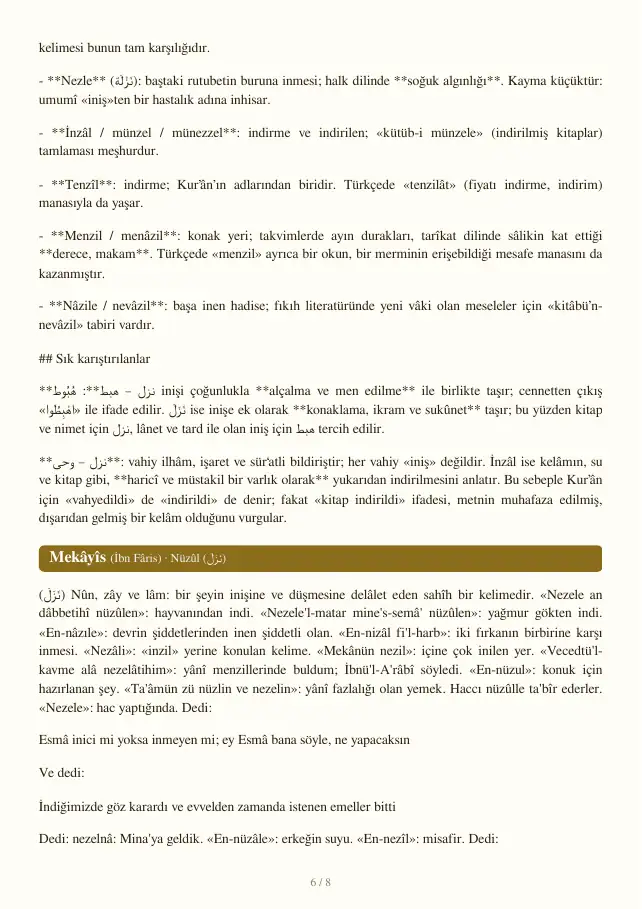 kelimesi bunun tam karşılığıdır.
- **Nezle** (نَزْلَة): baştaki rutubetin buruna inmesi; halk dilinde **soğuk algınlığı**. Kayma küçüktür:
umumî «iniş»ten bir hastalık adına inhisar.
- **İnzâl / münzel / münezzel**: indirme ve indirilen; «kütüb-i münzele» (indirilmiş kitaplar)
tamlaması meşhurdur.
- **Tenzîl**: indirme; Kur'ân'ın adlarından biridir. Türkçede «tenzilât» (fiyatı indirme, indirim)
manasıyla da yaşar.
- **Menzil / menâzil**: konak yeri; takvimlerde ayın durakları, tarîkat dilinde sâlikin kat ettiği
**derece, makam**. Türkçede «menzil» ayrıca bir okun, bir merminin erişebildiği mesafe manasını da
kazanmıştır.
- **Nâzile / nevâzil**: başa inen hadise; fıkıh literatüründe yeni vâki olan meseleler için «kitâbü'n-
nevâzil» tabiri vardır.
## Sık karıştırılanlar
**نزل – هبط**: هُبُوط inişi çoğunlukla **alçalma ve men edilme** ile birlikte taşır; cennetten çıkış
«اهْبِطُوا» ile ifade edilir. نَزَلَ ise inişe ek olarak **konaklama, ikram ve sukûnet** taşır; bu yüzden kitap
ve nimet için نزل, lânet ve tard ile olan iniş için هبط tercih edilir.
**نزل – وحى**: vahiy ilhâm, işaret ve sür'atli bildiriştir; her vahiy «iniş» değildir. İnzâl ise kelâmın, su
ve kitap gibi, **haricî ve müstakil bir varlık olarak** yukarıdan indirilmesini anlatır. Bu sebeple Kur'ân
için «vahyedildi» de «indirildi» de denir; fakat «kitap indirildi» ifadesi, metnin muhafaza edilmiş,
dışarıdan gelmiş bir kelâm olduğunu vurgular.
Mekâyîs (İbn Fâris) · Nüzûl (نَزَلَ)
(نَزَلَ) Nûn, zây ve lâm: bir şeyin inişine ve düşmesine delâlet eden sahîh bir kelimedir. «Nezele an
dâbbetihî nüzûlen»: hayvanından indi. «Nezele'l-matar mine's-semâ' nüzûlen»: yağmur gökten indi.
«En-nâzıle»: devrin şiddetlerinden inen şiddetli olan. «En-nizâl fi'l-harb»: iki fırkanın birbirine karşı
inmesi. «Nezâli»: «inzil» yerine konulan kelime. «Mekânün nezil»: içine çok inilen yer. «Vecedtü'l-
kavme alâ nezelâtihim»: yânî menzillerinde buldum; İbnü'l-A'râbî söyledi. «En-nüzul»: konuk için
hazırlanan şey. «Ta'âmün zü nüzlin ve nezelin»: yânî fazlalığı olan yemek. Haccı nüzûlle ta'bîr ederler.
«Nezele»: hac yaptığında. Dedi:
Esmâ inici mi yoksa inmeyen mi; ey Esmâ bana söyle, ne yapacaksın
Ve dedi:
İndiğimizde göz karardı ve evvelden zamanda istenen emeller bitti
Dedi: nezelnâ: Mina'ya geldik. «En-nüzâle»: erkeğin suyu. «En-nezîl»: misafir. Dedi:
6 / 8